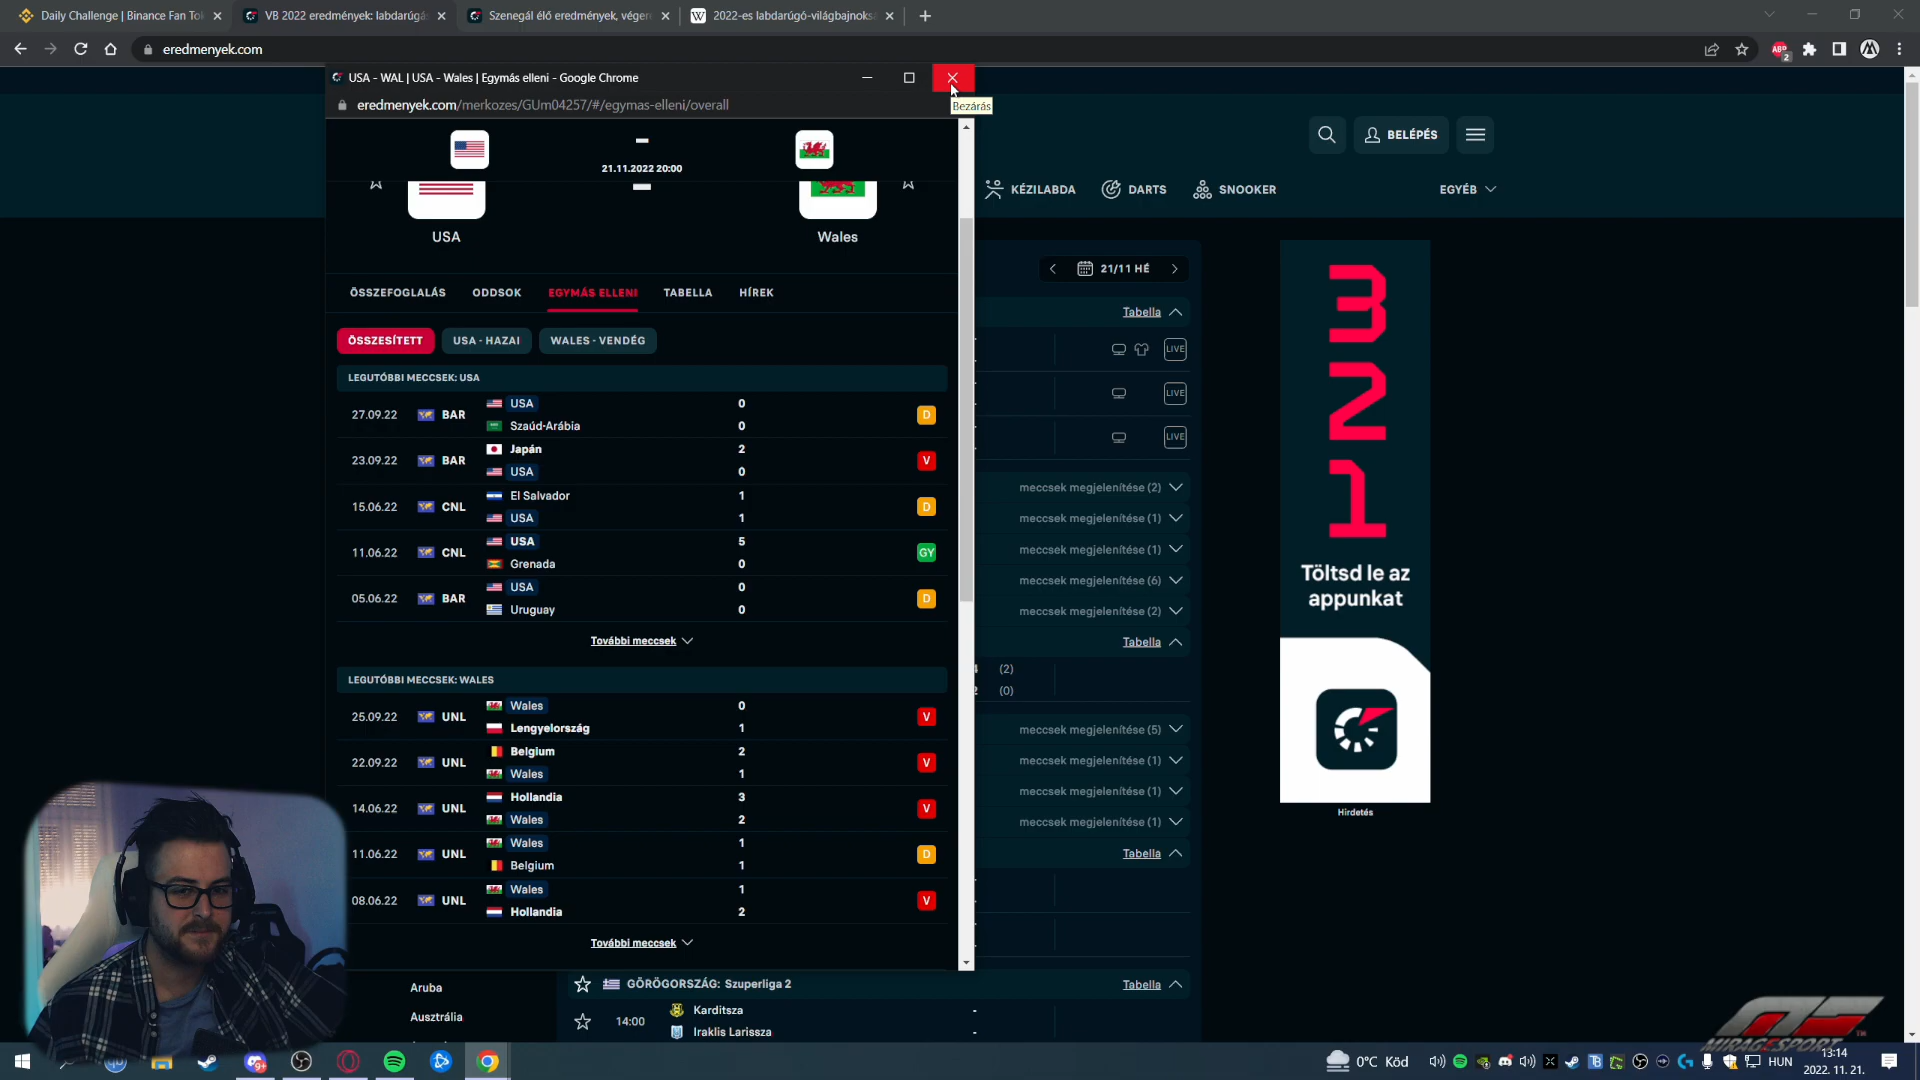 Daily Challenge | Binance Fan Tok
VB 2022 eredmények: labdarúgás
Szenegál élő eredmények, végere
2022-es labdarúgó-világbajnoksá
eredmenyek.com
USA - WAL | USA - Wales | Egymás elleni - Google Chrome
eredmenyek.com/merkozes/GUm04257/#/egymas-elleni/overall
Bezárás
21.11.2022 20:00
USA
Wales
BELÉPÉS
KÉZILABDA
DARTS
SNOOKER
EGYÉB
ÖSSZEFOGLALÁS
ODDSOK
EGYMÁS ELLENI
TABELLA
HÍREK
ÖSSZESÍTETT
USA - HAZAI
WALES - VENDÉG
LEGUTÓBBI MECCSEK: USA
27.09.22 BAR USA 0
Szaúd-Arábia 0 D
23.09.22 BAR Japán 2
USA 0 V
15.06.22 CNL El Salvador 1
USA 1 D
11.06.22 CNL USA 5
Grenada 0 GY
05.06.22 BAR USA 0
Uruguay 0 D
További meccsek
LEGUTÓBBI MECCSEK: WALES
25.09.22 UNL Wales 0
Lengyelország 1 V
22.09.22 UNL Belgium 2
Wales 1 V
14.06.22 UNL Hollandia 3
Wales 2 V
11.06.22 UNL Wales 1
Belgium 1 D
08.06.22 UNL Wales 1
Hollandia 2 V
További meccsek
21/11 HÉ
Tabella
LIVE
LIVE
LIVE
meccsek megjelenítése (2)
meccsek megjelenítése (1)
meccsek megjelenítése (1)
meccsek megjelenítése (6)
meccsek megjelenítése (2)
Tabella
(2)
(0)
meccsek megjelenítése (5)
meccsek megjelenítése (1)
meccsek megjelenítése (1)
meccsek megjelenítése (1)
Tabella
3
2
1
Töltsd le az
appunkat
Hirdetés
Aruba
Ausztrália
GÖRÖGORSZÁG: Szuperliga 2
Tabella
14:00
Karditsza -
Iraklis Larissza -
MIRAGE SPORT
0°C Köd
HUN
13:14
2022. 11. 21.